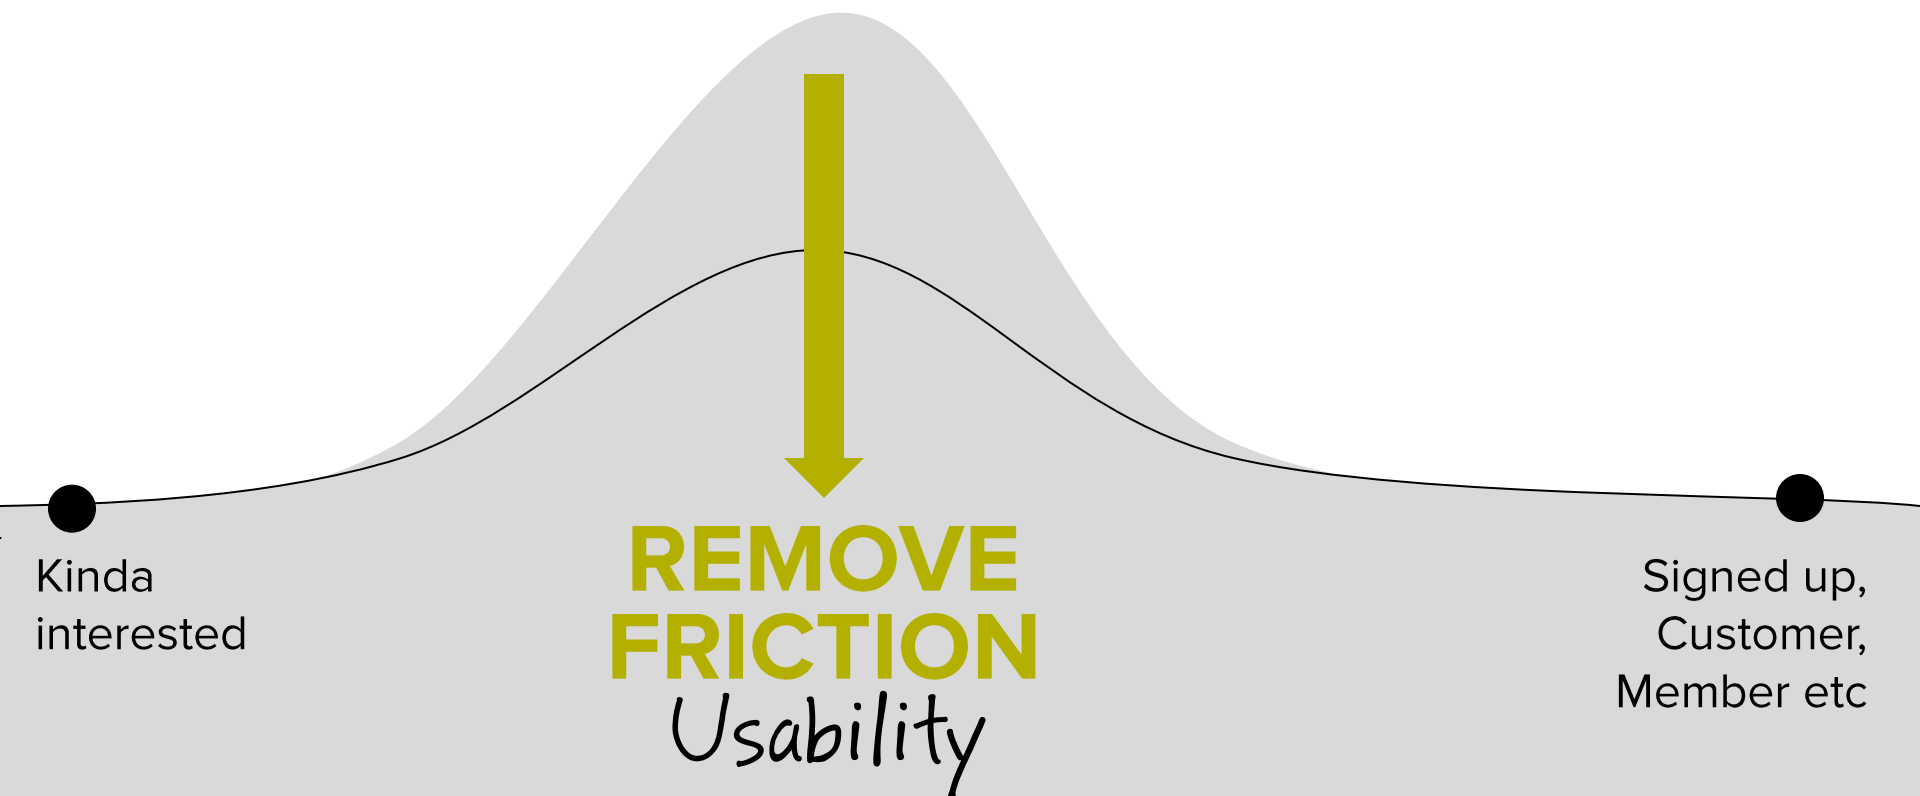 Kinda
interested
REMOVE
FRICTION
Usability
Signed up,
Customer,
Member etc